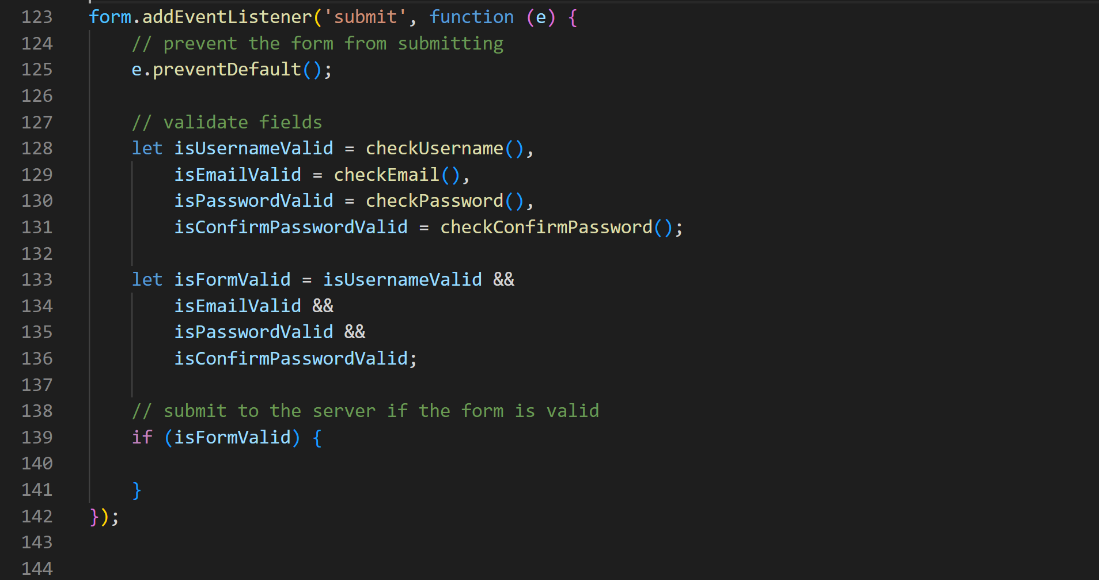 123 form.addEventListener('submit', function (e) {
124     // prevent the form from submitting
125     e.preventDefault();
126
127     // validate fields
128     let isUsernameValid = checkUsername(),
129         isEmailValid = checkEmail(),
130         isPasswordValid = checkPassword(),
131         isConfirmPasswordValid = checkConfirmPassword();
132
133     let isFormValid = isUsernameValid &&
134         isEmailValid &&
135         isPasswordValid &&
136         isConfirmPasswordValid;
137
138     // submit to the server if the form is valid
139     if (isFormValid) {
140
141     }
142 });
143
144